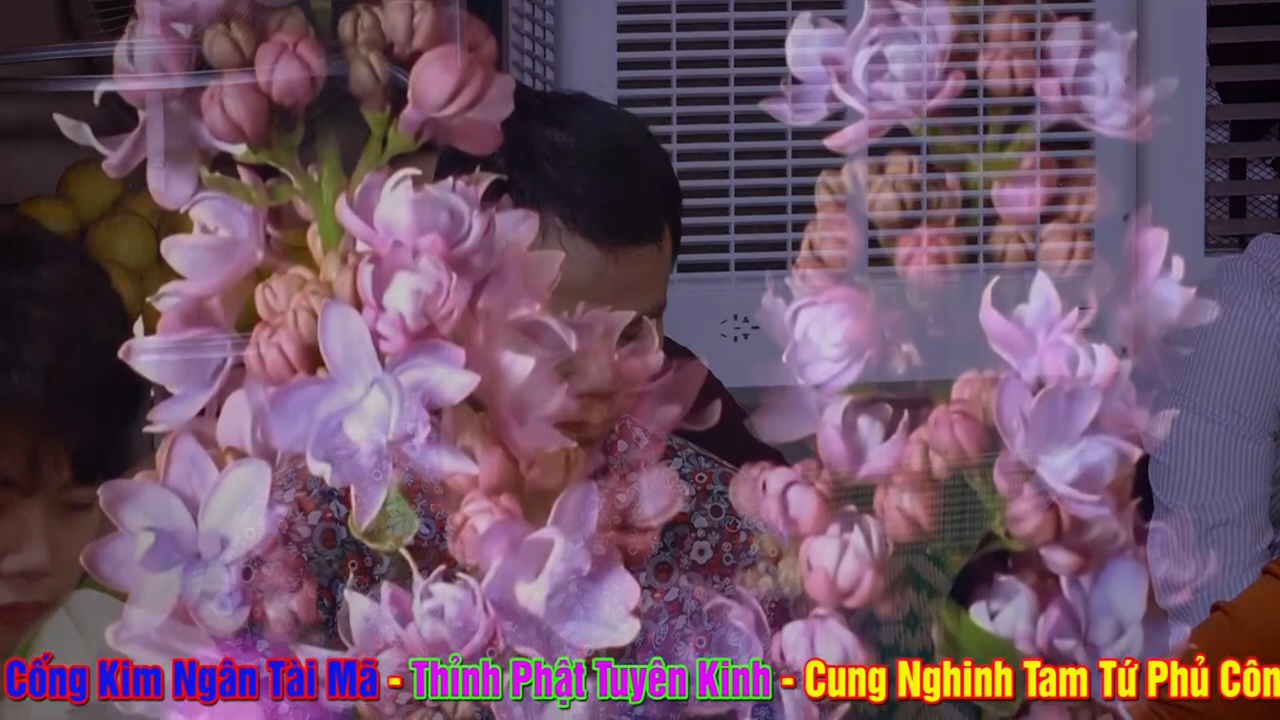 Cống Kim Ngân Tài Mã - Thỉnh Phật Tuyên Kinh - Cung Nghinh Tam Tứ Phủ Côn